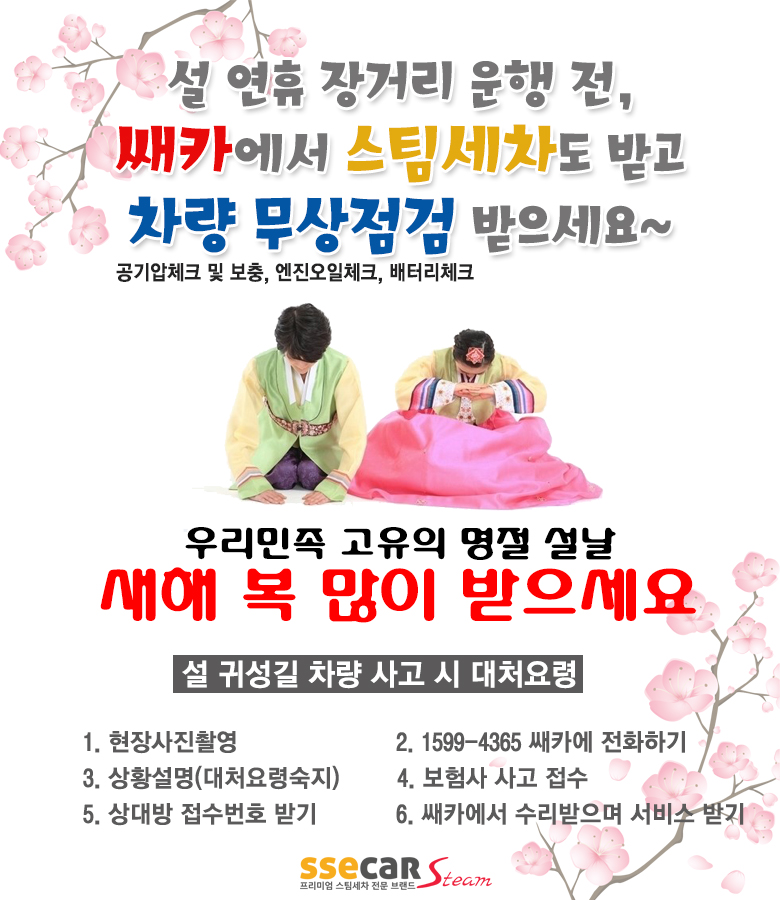 설 연휴 장거리 운행 전,
쌔카에서 스팀세차도 받고
차량 무상점검 받으세요~
공기압체크 및 보충, 엔진오일체크, 배터리체크
우리민족 고유의 명절 설날
새해 복 많이 받으세요
설 귀성길 차량 사고 시 대처요령
1. 현장사진촬영
2. 1599-4365 쌔카에 전화하기
3. 상황설명(대처요령숙지)
4. 보험사 사고 접수
5. 상대방 접수번호 받기
6. 쌔카에서 수리받으며 서비스 받기
ssecar Steam
프리미엄 스팀세차 전문 브랜드